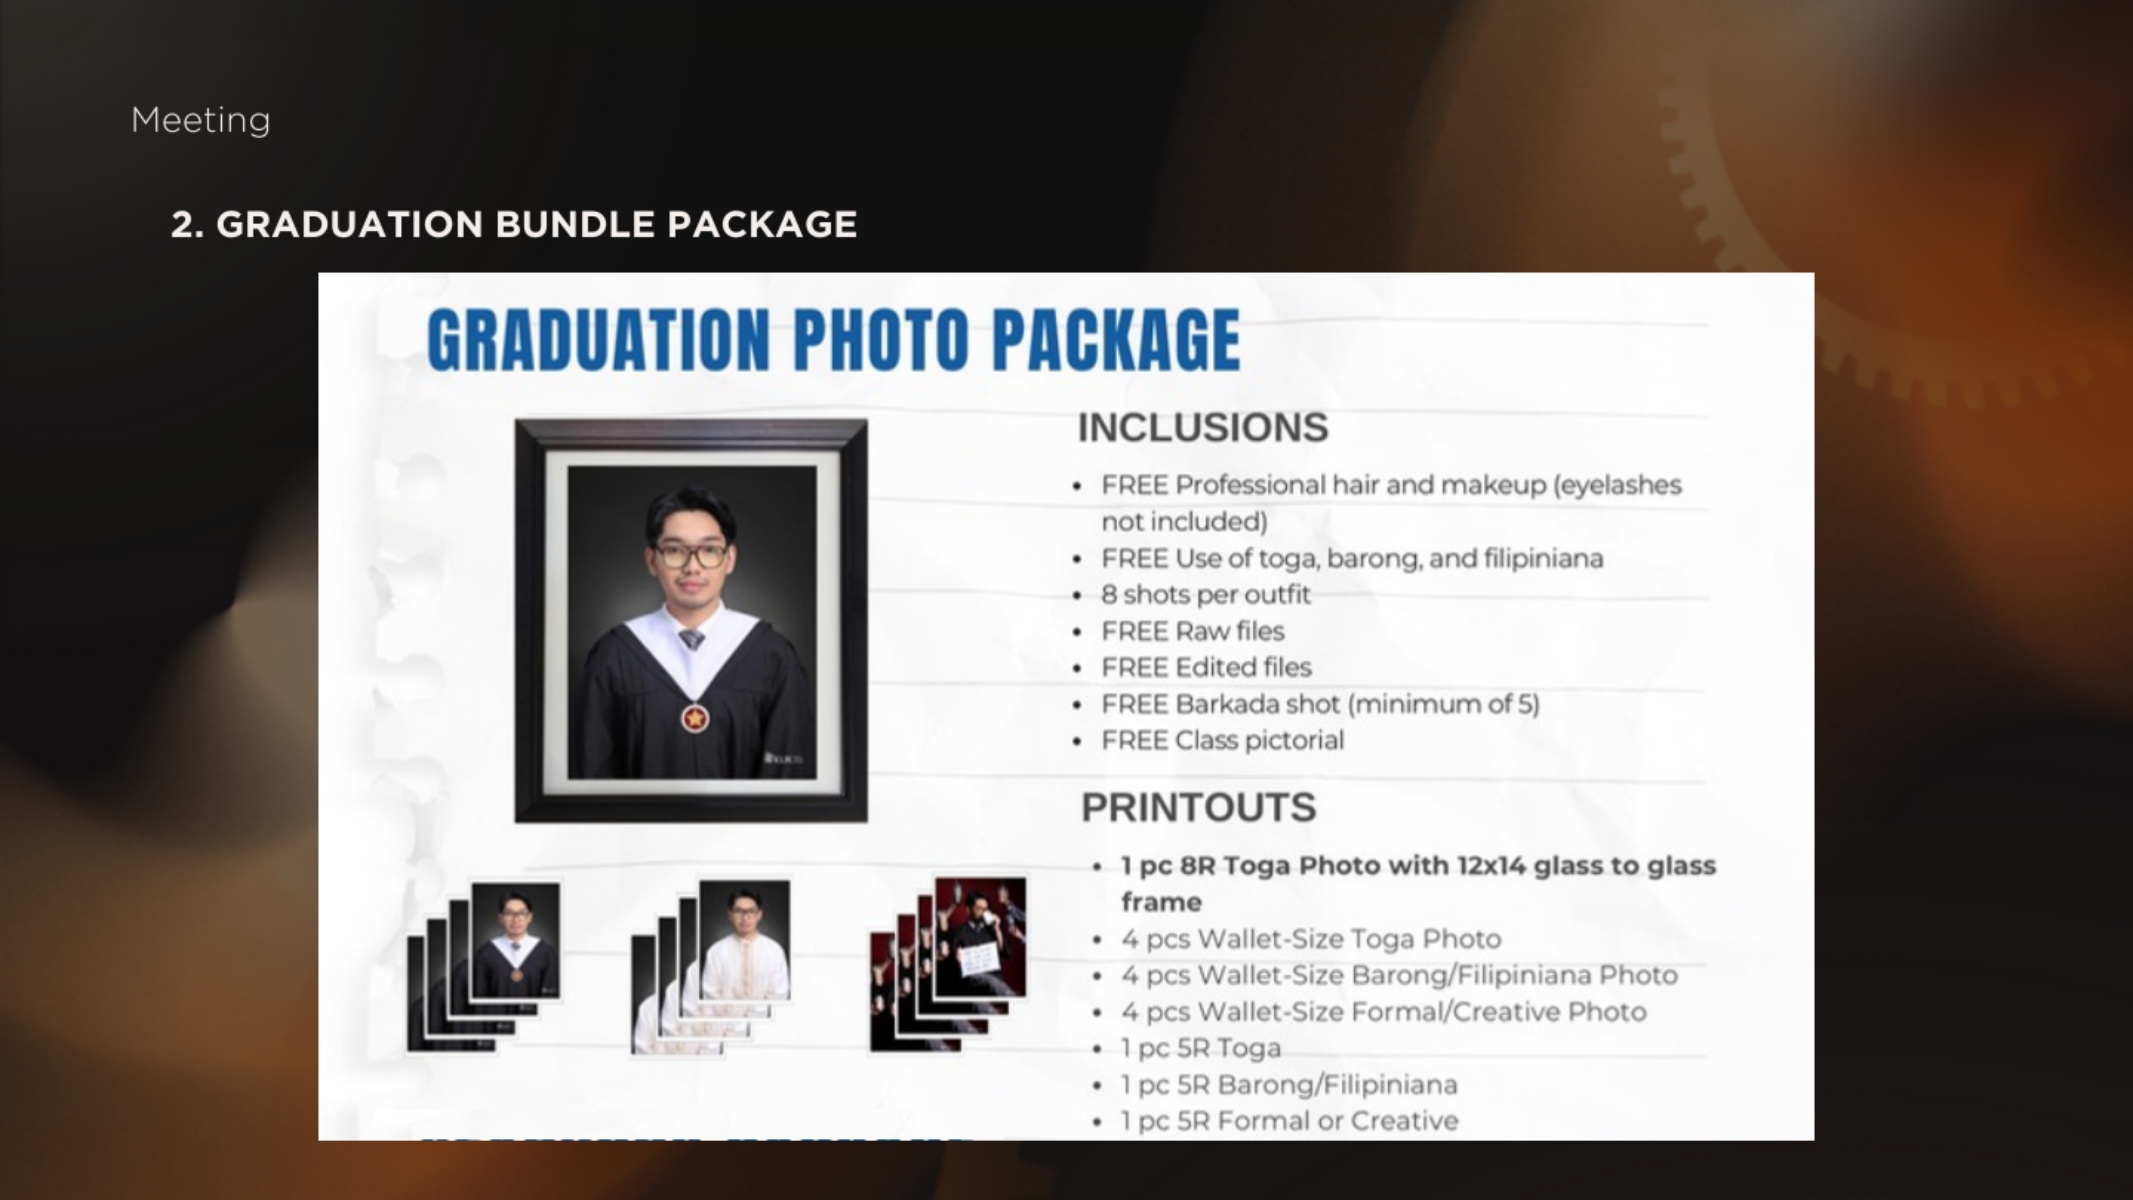 Meeting
2. GRADUATION BUNDLE PACKAGE
GRADUATION PHOTO PACKAGE
INCLUSIONS
• FREE Professional hair and makeup (eyelashes
not included)
• FREE Use of toga, barong, and filipiniana
• 8 shots per outfit
• FREE Raw files
• FREE Edited files
• FREE Barkada shot (minimum of 5)
• FREE Class pictorial
PRINTOUTS
• 1 pc 8R Toga Photo with 12x14 glass to glass
frame
• 4 pcs Wallet-Size Toga Photo
• 4 pcs Wallet-Size Barong/Filipiniana Photo
• 4 pcs Wallet-Size Formal/Creative Photo
• 1 pc 5R Toga
• 1 pc 5R Barong/Filipiniana
• 1 pc 5R Formal or Creative